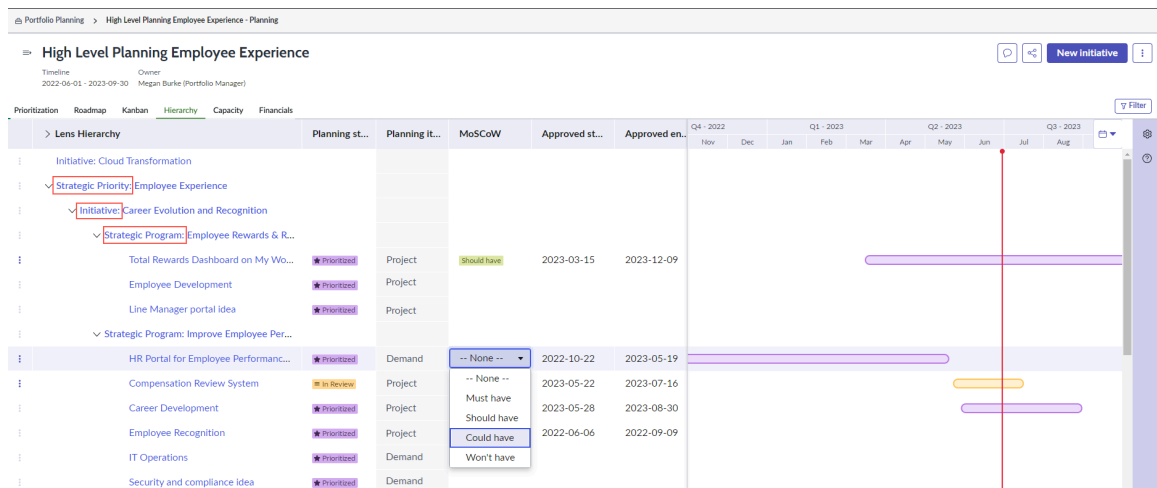 Portfolio Planning > High Level Planning Employee Experience - Planning
High Level Planning Employee Experience
New initiative
Timeline Owner
2022-06-01 - 2023-09-30 Megan Burke (Portfolio Manager)
Prioritization Roadmap Kanban Hierarchy Capacity Financials
Filter
Lens Hierarchy Planning st... Planning it... MoSCoW Approved st... Approved en...
Q4 - 2022 Q1 - 2023 Q2 - 2023 Q3 - 2023
Nov Dec Jan Feb Mar Apr May Jun Jul Aug
Initiative: Cloud Transformation
Strategic Priority: Employee Experience
Initiative: Career Evolution and Recognition
Strategic Program: Employee Rewards & R...
Total Rewards Dashboard on My Wo... Prioritized Project Should have 2023-03-15 2023-12-09
Employee Development Prioritized Project
Line Manager portal idea Prioritized Project
Strategic Program: Improve Employee Per...
HR Portal for Employee Performanc... Prioritized Demand -- None -- 2022-10-22 2023-05-19
-- None --
Compensation Review System In Review Project 2023-05-22 2023-07-16
Must have
Career Development Prioritized Project 2023-05-28 2023-08-30
Should have
Employee Recognition Prioritized Project Could have 2022-06-06 2022-09-09
IT Operations Prioritized Demand Won't have
Security and compliance idea Prioritized Demand